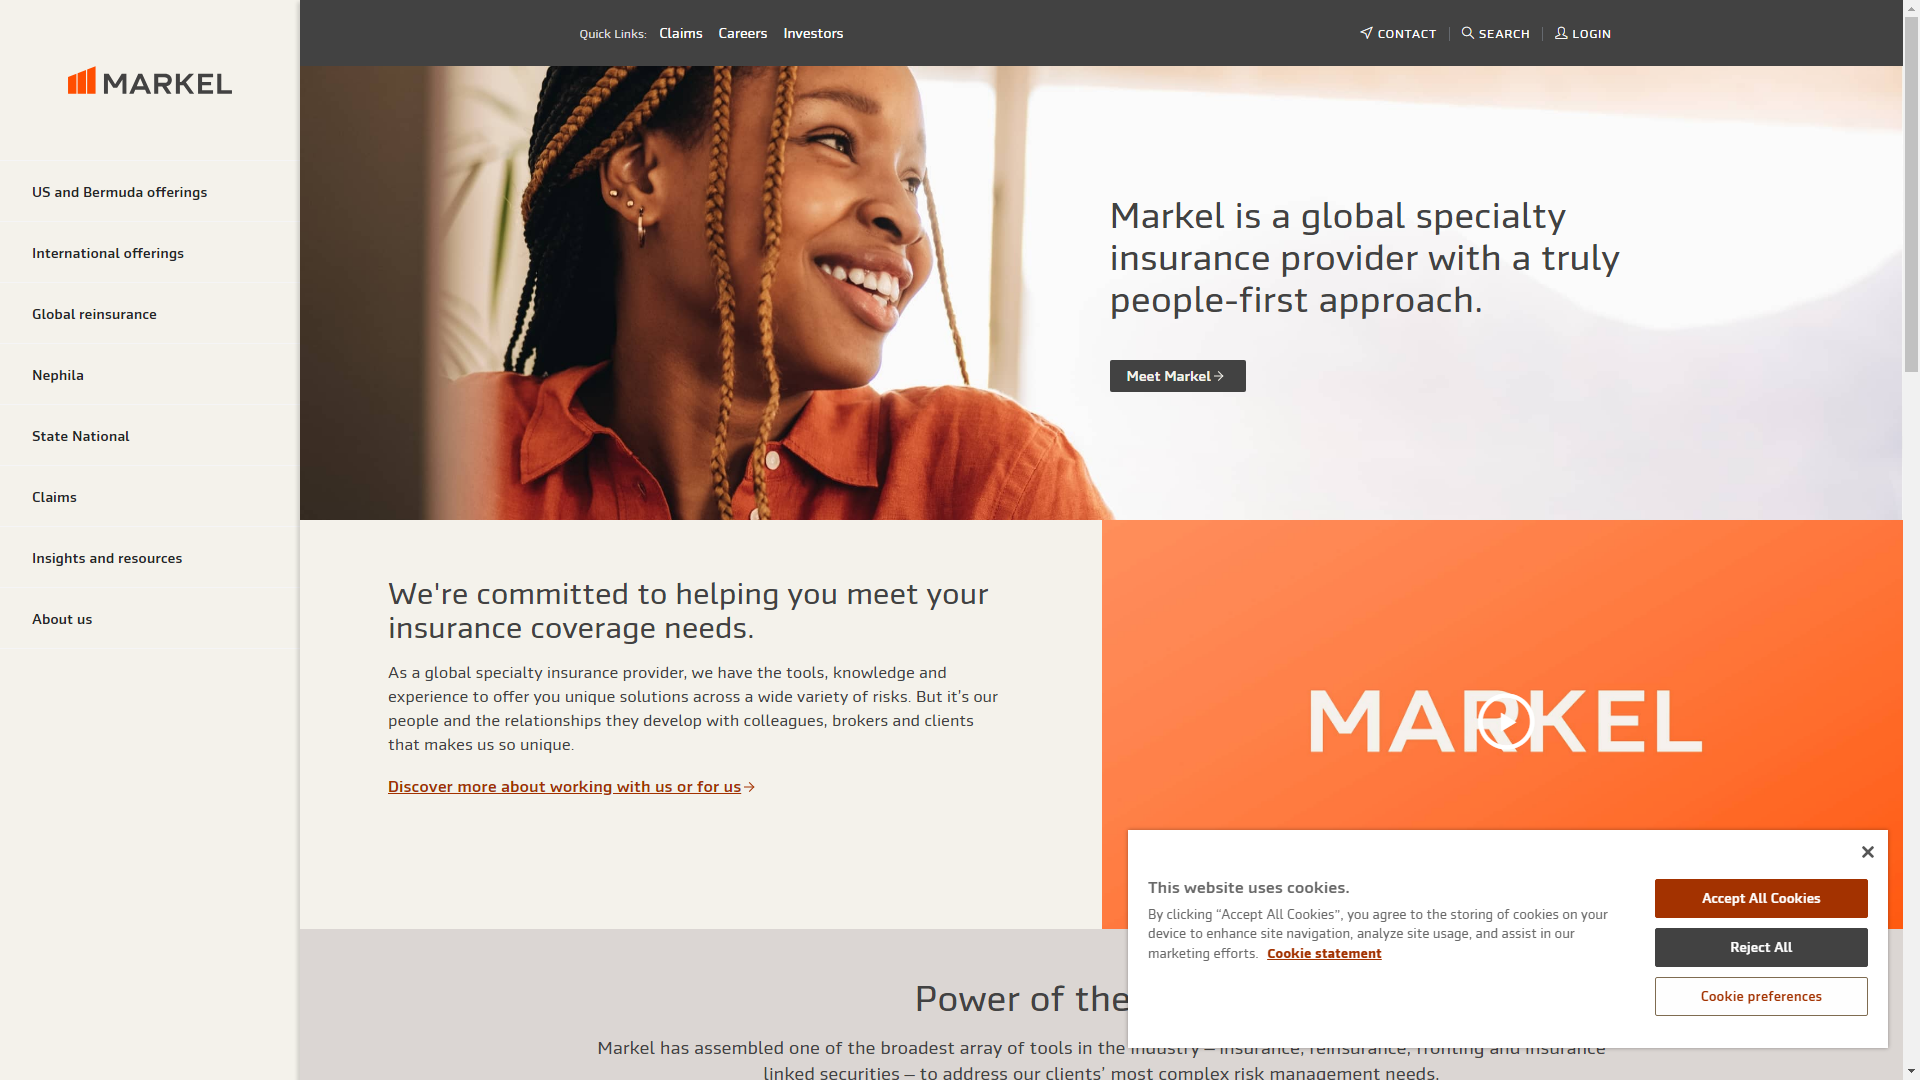 MARKEL
US and Bermuda offerings
International offerings
Global reinsurance
Nephila
State National
Claims
Insights and resources
About us
Quick Links: Claims Careers Investors
CONTACT SEARCH LOGIN
Markel is a global specialty
insurance provider with a truly
people-first approach.
Meet Markel
We're committed to helping you meet your
insurance coverage needs.
As a global specialty insurance provider, we have the tools, knowledge and
experience to offer you unique solutions across a wide variety of risks. But it’s our
people and the relationships they develop with colleagues, brokers and clients
that makes us so unique.
Discover more about working with us or for us
MARKEL
This website uses cookies.
By clicking “Accept All Cookies”, you agree to the storing of cookies on your
device to enhance site navigation, analyze site usage, and assist in our
marketing efforts. Cookie statement
Accept All Cookies
Reject All
Cookie preferences
Power of the
Markel has assembled one of the broadest array of tools in the industry – insurance, reinsurance, fronting and insurance
linked securities – to address our clients’ most complex risk management needs.